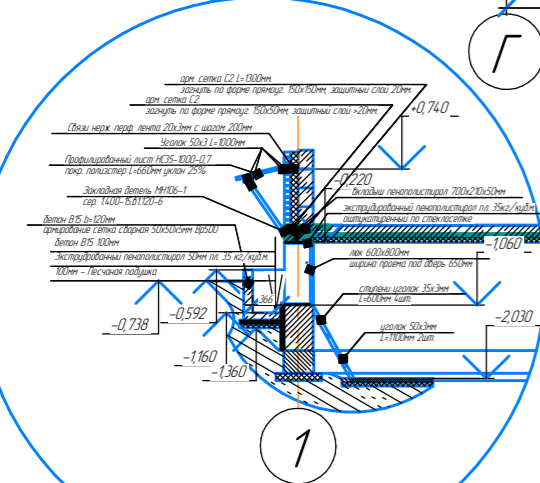 Г
арм. сетка С2 L=1300мм.
загнуть по форме прямоуг. 150х150мм, защитный слой 20мм.
арм. сетка С2
загнуть по форме прямоуг. 150х50мм, защитный слой >20мм.
+0,740
Связи нерж. перф. лента 20х3мм с шагом 200мм
Уголок 50х3 L=1000мм
Профилированный лист НС35-1000-0,7
покр. полиэстер L=660мм уклон 25%
-0,220
Закладная деталь МН106-1
сер. 1.400-15.В1.120-6
вкладыш пенополистирол 700х210х50мм
экструдированный пенополистирол пл. 35кг/куб.м.
оштукатуренный по стеклосетке
бетон В15 b=120мм
армирование сетка сварная 50х50х5мм Вр500
бетон В15 100мм
экструдированный пенополистирол 50мм пл. 35 кг/куб.м.
100мм - Песчаная подушка
-1,060
люк 600х800мм
ширина проема под дверь 650мм
366
ступени уголок 35х3мм
L=600мм 4шт.
-0,592
-0,738
-2,030
уголок 50х3мм
L=1100мм 2шт.
-1,160
-1,360
1